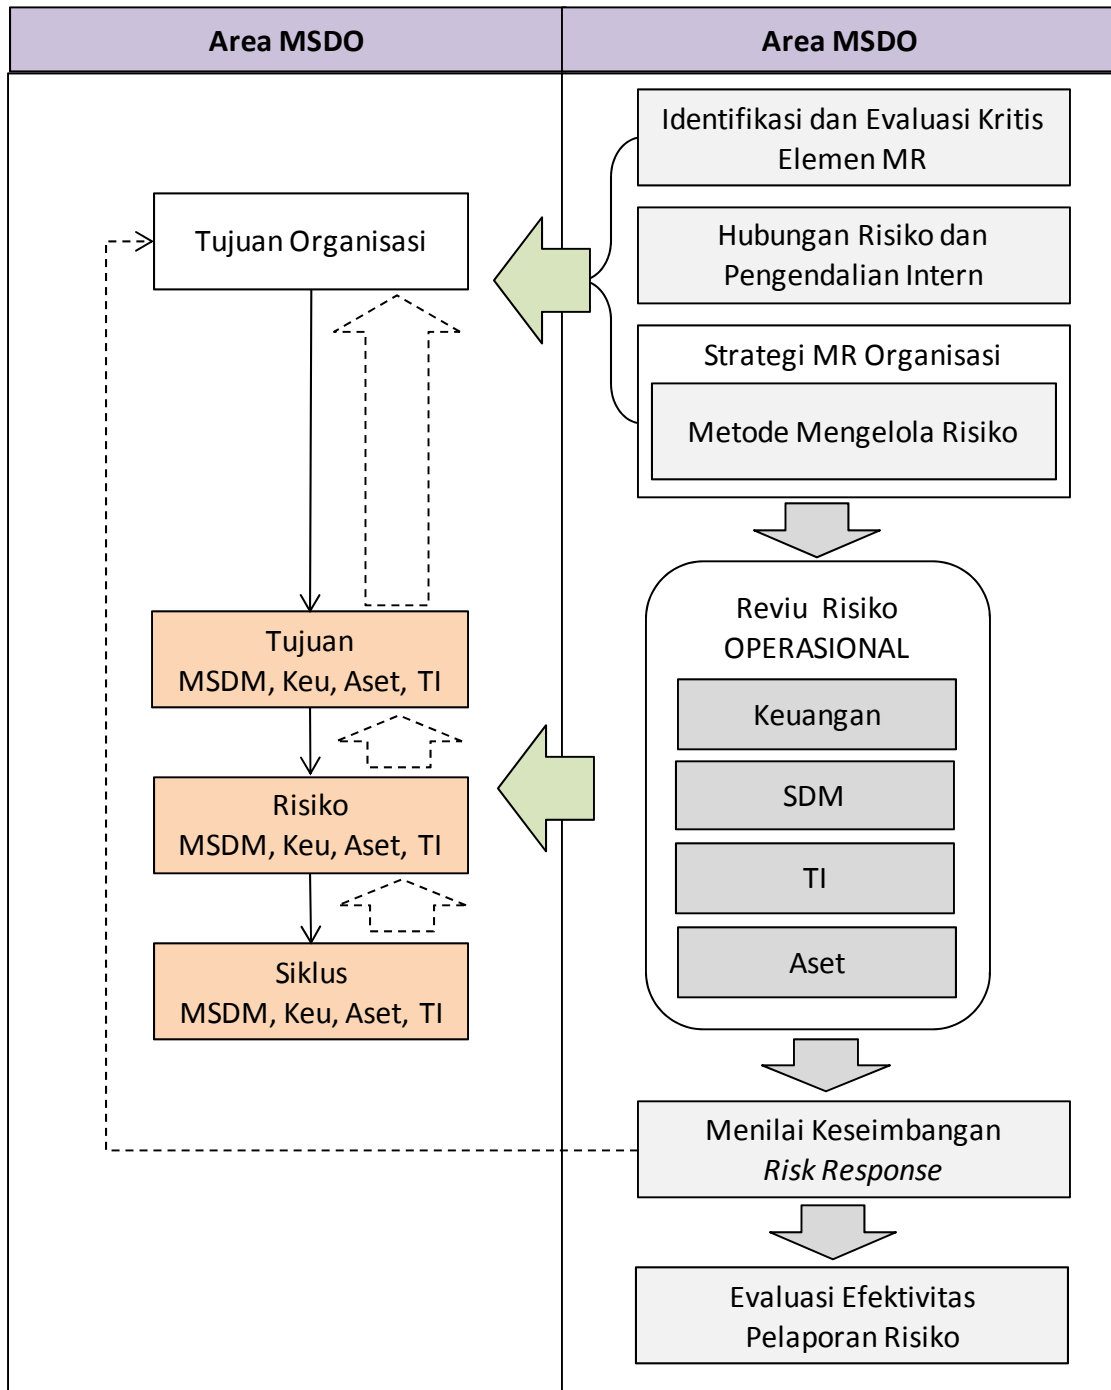 Area MSDO
Area MSDO
Tujuan Organisasi
Tujuan
MSDM, Keu, Aset, TI
Risiko
MSDM, Keu, Aset, TI
Siklus
MSDM, Keu, Aset, TI
Identifikasi dan Evaluasi Kritis
Elemen MR
Hubungan Risiko dan
Pengendalian Intern
Strategi MR Organisasi
Metode Mengelola Risiko
Reviu Risiko
OPERASIONAL
Keuangan
SDM
TI
Aset
Menilai Keseimbangan
Risk Response
Evaluasi Efektivitas
Pelaporan Risiko